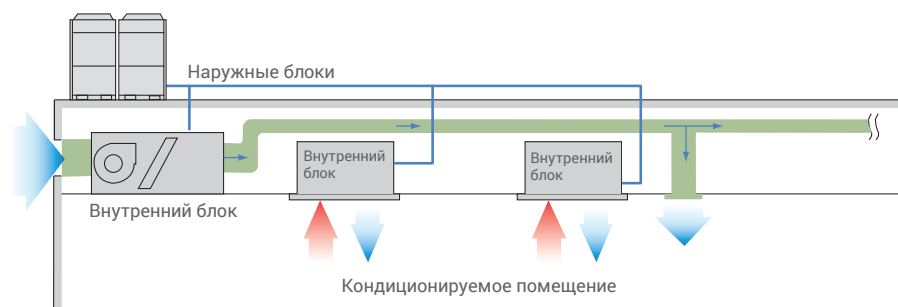 Наружные блоки
Внутренний
блок
Внутренний
блок
Внутренний блок
Кондиционируемое помещение